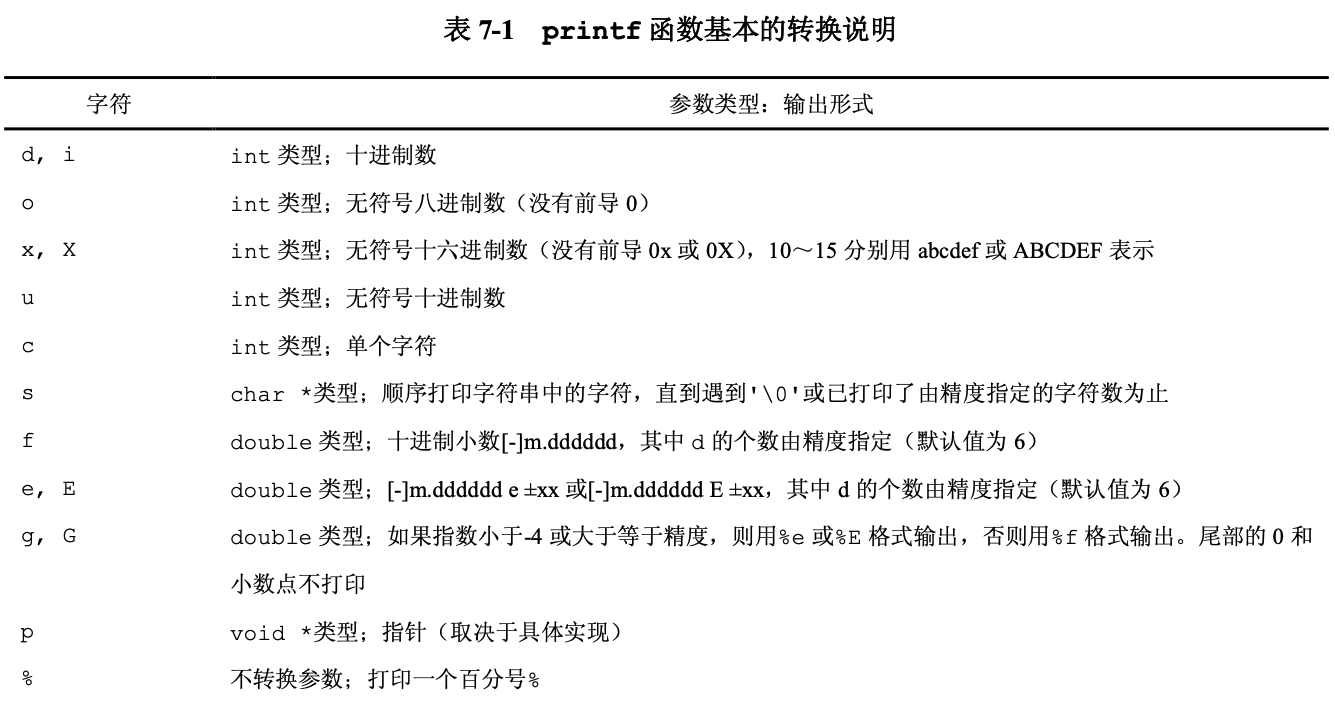 表 7-1 printf 函数基本的转换说明
字符 参数类型：输出形式
d, i int 类型；十进制数
o int 类型；无符号八进制数（没有前导 0）
x, X int 类型；无符号十六进制数（没有前导 0x 或 0X），10～15 分别用 abcdef 或 ABCDEF 表示
u int 类型；无符号十进制数
c int 类型；单个字符
s char *类型；顺序打印字符串中的字符，直到遇到'\0'或已打印了由精度指定的字符数为止
f double 类型；十进制小数[-]m.dddddd，其中 d 的个数由精度指定（默认值为 6）
e, E double 类型；[-]m.dddddd e ±xx 或[-]m.dddddd E ±xx，其中 d 的个数由精度指定（默认值为 6）
g, G double 类型；如果指数小于-4 或大于等于精度，则用%e 或%E 格式输出，否则用%f 格式输出。尾部的 0 和
小数点不打印
p void *类型；指针（取决于具体实现）
% 不转换参数；打印一个百分号%